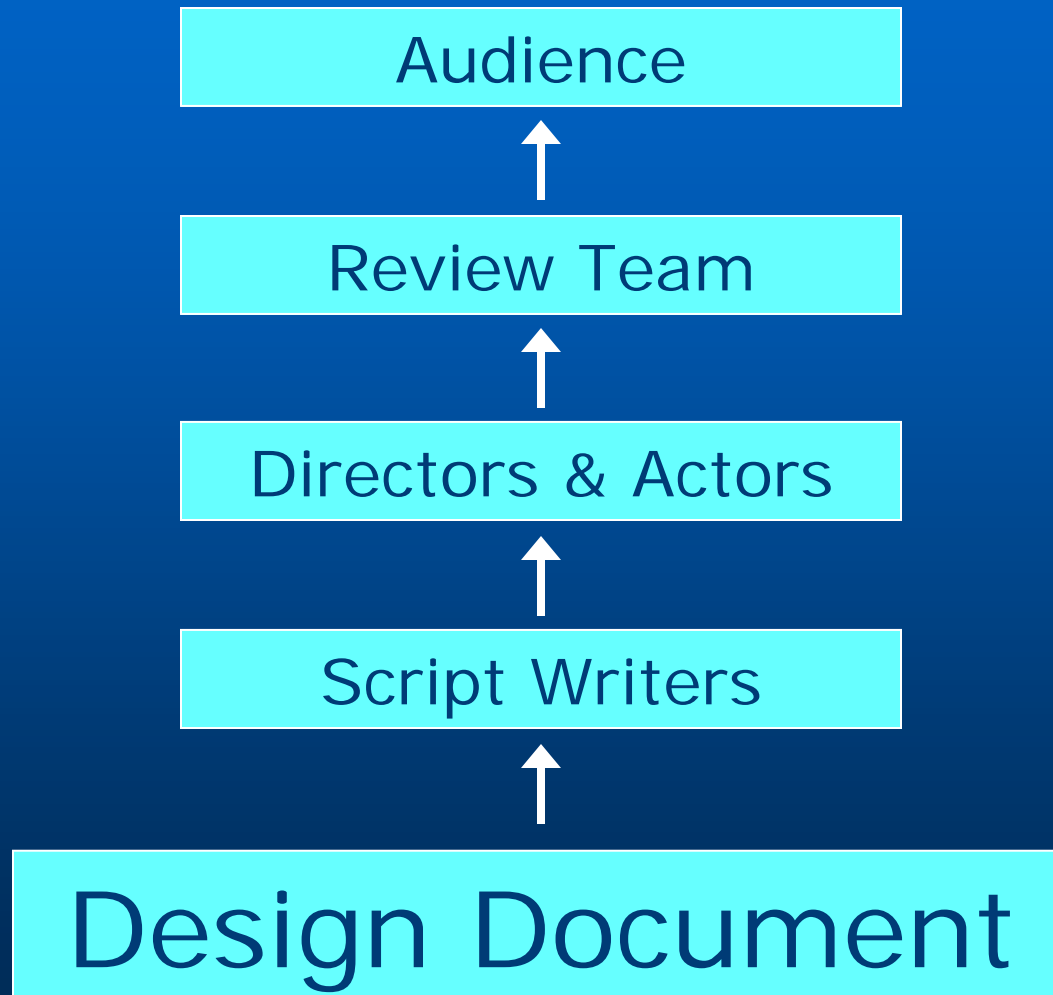 Audience
Review Team
Directors & Actors
Script Writers
Design Document